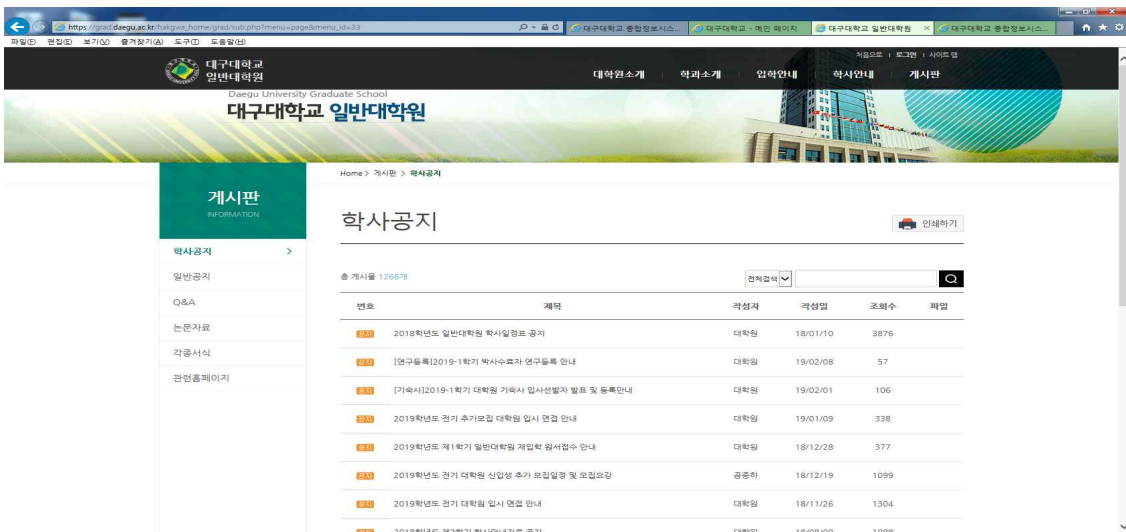 https://grad.daegu.ac.kr/hakgwa_home/grad/sub.php?menu=page&menu_id=33
대구대학교 종합정보시스...
대구대학교 - 메인 페이지
대구대학교 일반대학원
대구대학교 종합정보시스...
파일(F) 편집(E) 보기(V) 즐겨찾기(A) 도구(T) 도움말(H)
처음으로 | 로그인 | 사이트맵
대구대학교
일반대학원
대학원소개 학과소개 입학안내 학사안내 게시판
Daegu University Graduate School
대구대학교 일반대학원
Home > 게시판 > 학사공지
게시판
INFORMATION
학사공지 >
일반공지
Q&A
논문자료
각종서식
관련홈페이지
학사공지
인쇄하기
총 게시물 1266개
전체검색
번호 제목 작성자 작성일 조회수 파일
공지 2018학년도 일반대학원 학사일정표 공지 대학원 18/01/10 3876
공지 [연구등록]2019-1학기 박사수료자 연구등록 안내 대학원 19/02/08 57
공지 [기숙사]2019-1학기 대학원 기숙사 입사선발자 발표 및 등록안내 대학원 19/02/01 106
공지 2019학년도 전기 추가모집 대학원 입시 면접 안내 대학원 19/01/09 338
공지 2019학년도 제1학기 일반대학원 재입학 원서접수 안내 대학원 18/12/28 377
공지 2019학년도 전기 대학원 신입생 추가 모집일정 및 모집요강 공종하 18/12/19 1099
공지 2019학년도 전기 대학원 입시 면접 안내 대학원 18/11/26 1304